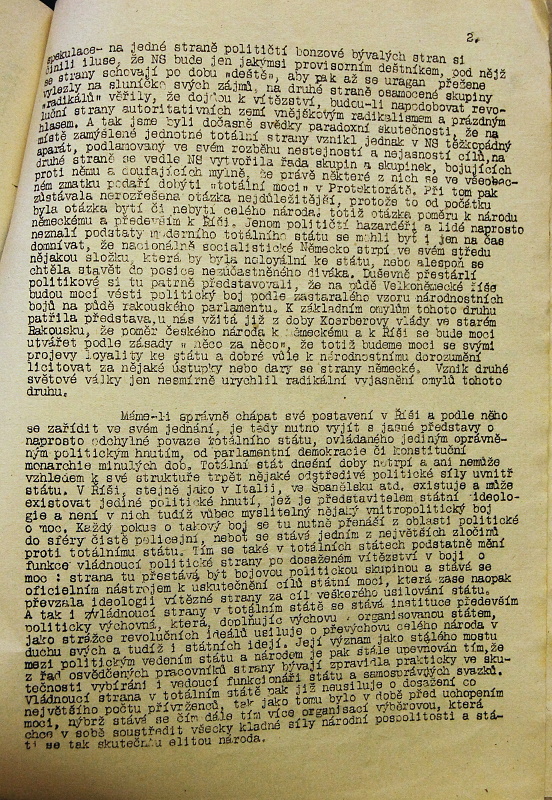 2.
spekulace- na jedné straně političtí bonzové bývalých stran si
činili iluse, že NS bude jen jakýmsi provisorním deštníkem, pod nějž
se strany schovají po dobu „deště", aby pak až se uragan přežene
vylezly na sluníčko svých zájmů, na druhé straně osamocené skupiny
„radikálů" věřily, že dojdou k vítězství, budou-li napodobovat revo-
luční strany autoritativních zemí vnějškovým radikalismem a prázdným
hlasem. A tak jsme byli dočasně svědky paradoxní skutečnosti, že na
místě zamýšlené jednotné totální strany vznikl jednak v NS těžkopádný
aparát, podlamovaný ve svém rozběhu nestejností a nejasností cílů, na
druhé straně se vedle NS vytvořila řada skupin a skupinek, bojujících
proti němu a doufajících mylně, že právě některé z nich se ve všeobec-
ném zmatku podaří dobýti „totální moci" v Protektorátě. Při tom pak
zůstávala nerozřešena otázka nejdůležitější, protože to od počátku
byla otázka bytí či nebytí celého národa, totiž otázka poměru k národu
německému a především k Říši. Jenom političtí hazardéři a lidé naprosto
neznalí podstaty moderního totálního státu se mohli byť i jen na čas
domnívat, že nacionálně socialistické Německo strpí ve svém středu
nějakou složku, která by byla neloyální ke státu, nebo alespoň se
chtěla stavět do posice nezúčastněného diváka. Duševně přestárlí
politikové si tu patrně představovali, že na půdě Velkoněmecké říše
budou moci vésti politický boj podle zastaralého vzoru národnostních
bojů na půdě rakouského parlamentu. K základním omylům tohoto druhu
patřila představa, u nás vžitá již z doby Koerberovy vlády ve starém
Rakousku, že poměr českého národa k německému a k Říši se bude moci
utvářet podle zásady „ něco za něco", že totiž budeme moci se svými
projevy loyality ke státu a dobré vůle k národnostnímu dorozumění
licitovat za nějaké ústupky nebo dary se strany německé. Vznik druhé
světové války jen nesmírně urychlil radikální vyjasnění omylů tohoto
druhu.
Máme-li správně chápat své postavení v Říši a podle něho
se zařídit ve svém jednání, je tedy nutno vyjít s jasné představy o
naprosto odchylné povaze totálního státu, ovládaného jediným oprávně-
ným politickým hnutím, od parlamentní demokracie či konstituční
monarchie minulých dob. Totální stát dnešní doby netrpí a ani nemůže
vzhledem k své struktuře trpět nějaké odstředivé politické síly uvnitř
státu. V Říši, stejně jako v Italii, ve Španělsku atd. existuje a může
existovat jediné politické hnutí, jež je představitelem státní ideolo-
gie a není v nich tudíž vůbec myslitelný nějaký vnitropolitický boj
o moc. Každý pokus o takový boj se tu nutně přenáší z oblasti politické
do sféry čistě policejní, neboť se stává jedním z největších zločinů
proti totálnímu státu. Tím se také v totálních státech podstatně mění
funkce vládnoucí politické strany po dosaženém vítězství v boji o
moc : strana tu přestává být bojovou politickou skupinou a stává se
oficielním nástrojem k uskutečnění cílů státní moci, která zase naopak
převzala ideologii vítězné strany za cíl veškerého usilování státu.
A tak i z vládnoucí strany v totálním státě se stává instituce především
politicky výchovná, která, doplňujíc výchovu organisovanou státem,
jako strážce revolučních ideálů usiluje o převýchovu celého národa v
duchu svých a tudíž i státních idejí. Její význam jako stálého mostu
mezi politickým vedením státu a národem je pak stále upevňován tím, že
z řad osvědčených pracovníků strany bývají zpravidla prakticky ve sku-
tečnosti vybíráni i vedoucí funkcionáři státu a samosprávných svazků.
Vládnoucí strana v totálním státě pak již neusiluje o dosažení co
největšího počtu přívrženců, tak jako tomu bylo v době před uchopením
moci, nýbrž stává se čím dále tím více organisací výběrovou, která
chce v sobě soustředit všecky kladné síly národní pospolitosti a stá-
ti se tak skutečnou elitou národa.